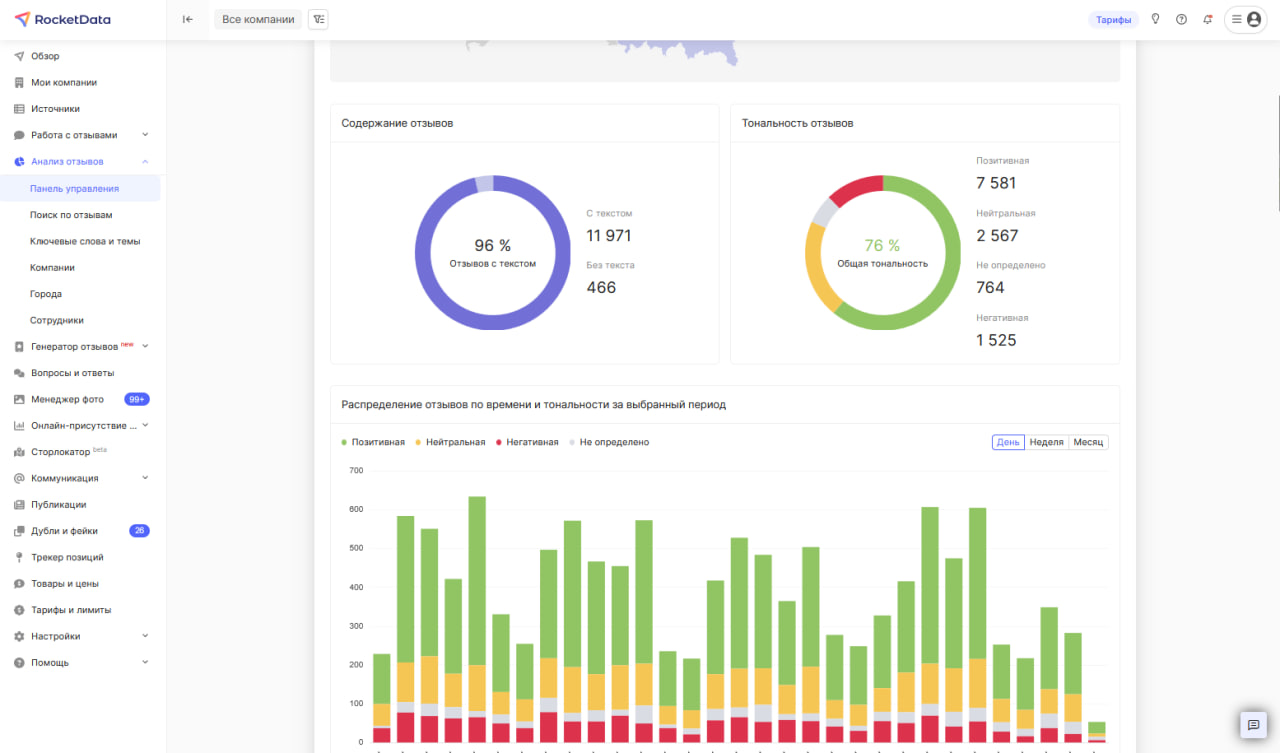 RocketData
Все компании
Тарифы
Обзор
Мои компании
Источники
Работа с отзывами
Анализ отзывов
Панель управления
Поиск по отзывам
Ключевые слова и темы
Компании
Города
Сотрудники
Генератор отзывов new
Вопросы и ответы
Менеджер фото 99+
Онлайн-присутствие ...
Сторлокатор beta
Коммуникация
Публикации
Дубли и фейки 26
Трекер позиций
Товары и цены
Тарифы и лимиты
Настройки
Помощь
Содержание отзывов
96 %
Отзывов с текстом
С текстом
11 971
Без текста
466
Тональность отзывов
76 %
Общая тональность
Позитивная
7 581
Нейтральная
2 567
Не определено
764
Негативная
1 525
Распределение отзывов по времени и тональности за выбранный период
Позитивная Нейтральная Негативная Не определено
День Неделя Месяц
700
600
500
400
300
200
100
0